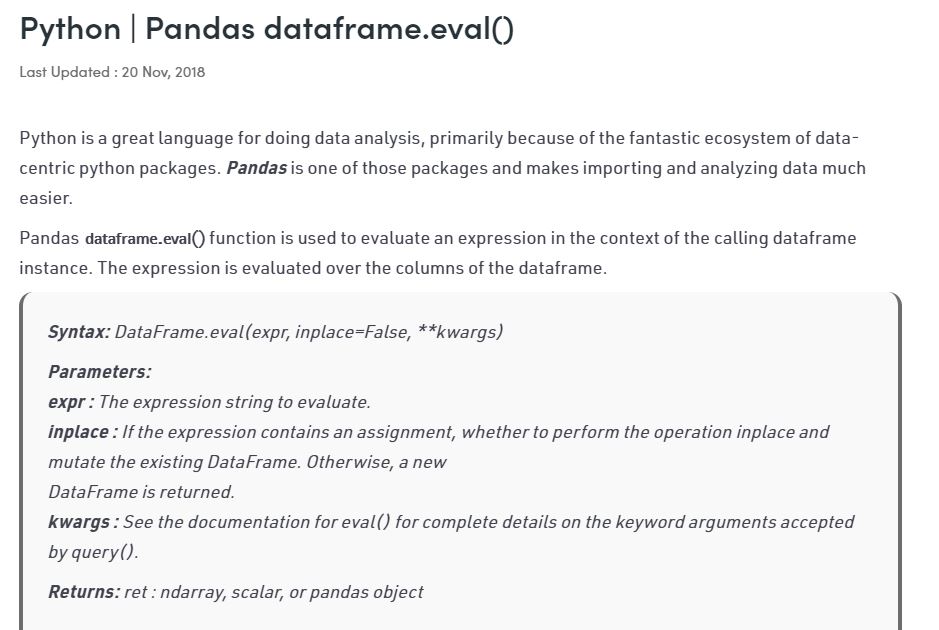 Python | Pandas dataframe.eval()
Last Updated : 20 Nov, 2018
Python is a great language for doing data analysis, primarily because of the fantastic ecosystem of data-
centric python packages. Pandas is one of those packages and makes importing and analyzing data much
easier.
Pandas dataframe.eval() function is used to evaluate an expression in the context of the calling dataframe
instance. The expression is evaluated over the columns of the dataframe.
Syntax: DataFrame.eval(expr, inplace=False, **kwargs)
Parameters:
expr : The expression string to evaluate.
inplace : If the expression contains an assignment, whether to perform the operation inplace and
mutate the existing DataFrame. Otherwise, a new
DataFrame is returned.
kwargs : See the documentation for eval() for complete details on the keyword arguments accepted
by query().
Returns: ret : ndarray, scalar, or pandas object